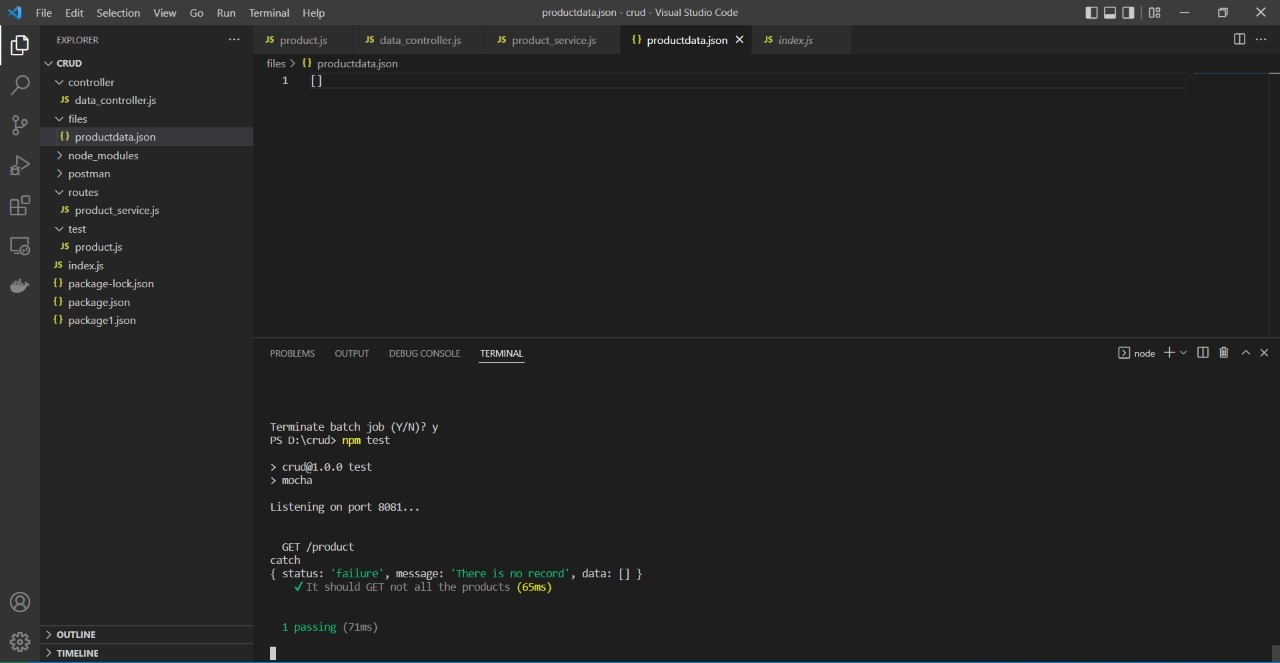 File Edit Selection View Go Run Terminal Help productdata.json - crud - Visual Studio Code
EXPLORER ···
JS product.js JS data_controller.js JS product_service.js {} productdata.json × JS index.js
CRUD
files > {} productdata.json
controller
1 []
JS data_controller.js
files
{} productdata.json
node_modules
postman
routes
JS product_service.js
test
JS product.js
JS index.js
{} package-lock.json
{} package.json
{} package1.json
OUTLINE
TIMELINE
PROBLEMS OUTPUT DEBUG CONSOLE TERMINAL node
Terminate batch job (Y/N)? y
PS D:\crud> npm test
> crud@1.0.0 test
> mocha
Listening on port 8081...
GET /product
catch
{ status: 'failure', message: 'There is no record', data: [] }
✓ It should GET not all the products (65ms)
1 passing (71ms)